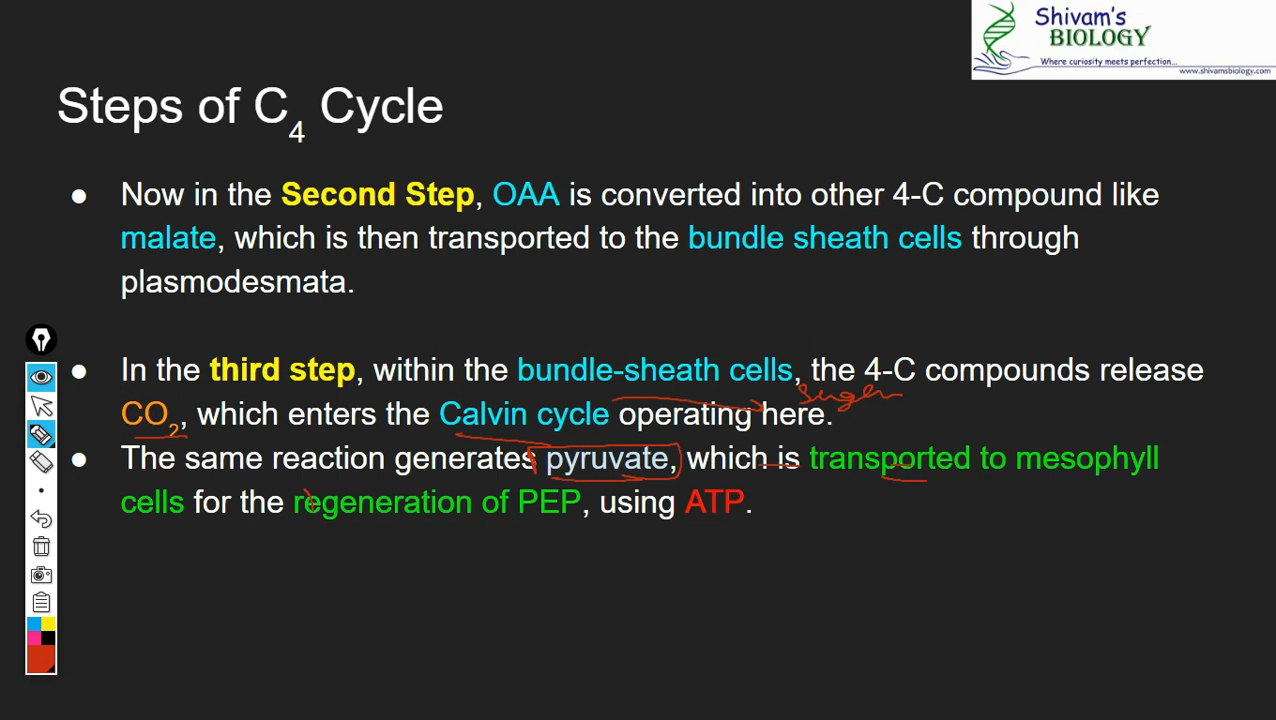 Shivam's
BIOLOGY
Where curiosity meets perfection...
www.shivamsbiology.com
Steps of C4 Cycle
● Now in the Second Step, OAA is converted into other 4-C compound like
malate, which is then transported to the bundle sheath cells through
plasmodesmata.
● In the third step, within the bundle-sheath cells, the 4-C compounds release
sugar
CO2, which enters the Calvin cycle operating here.
● The same reaction generates pyruvate, which is transported to mesophyll
cells for the regeneration of PEP, using ATP.